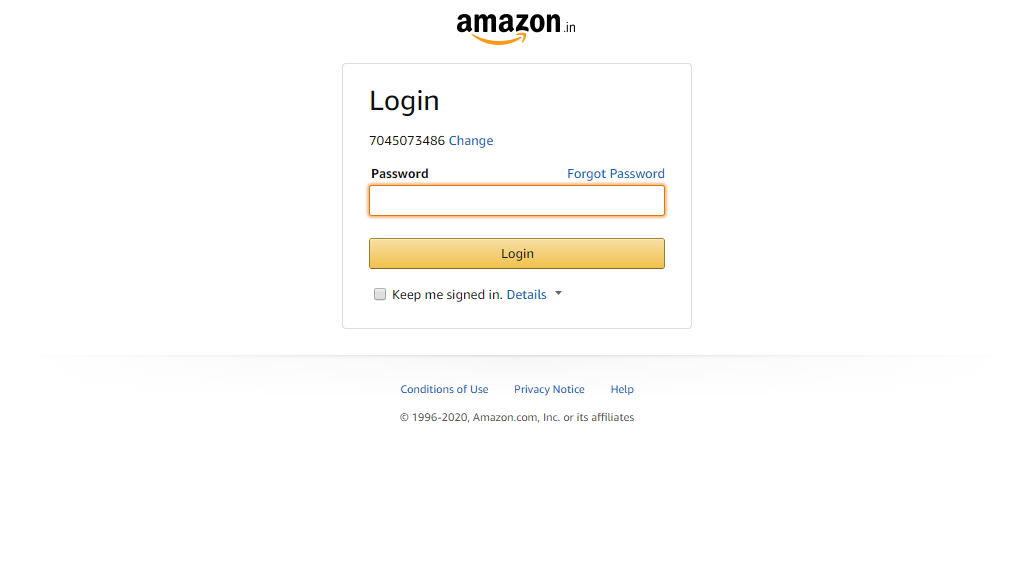 amazon.in
Login
7045073486 Change
Password Forgot Password
Login
Keep me signed in. Details
Conditions of Use Privacy Notice Help
© 1996-2020, Amazon.com, Inc. or its affiliates